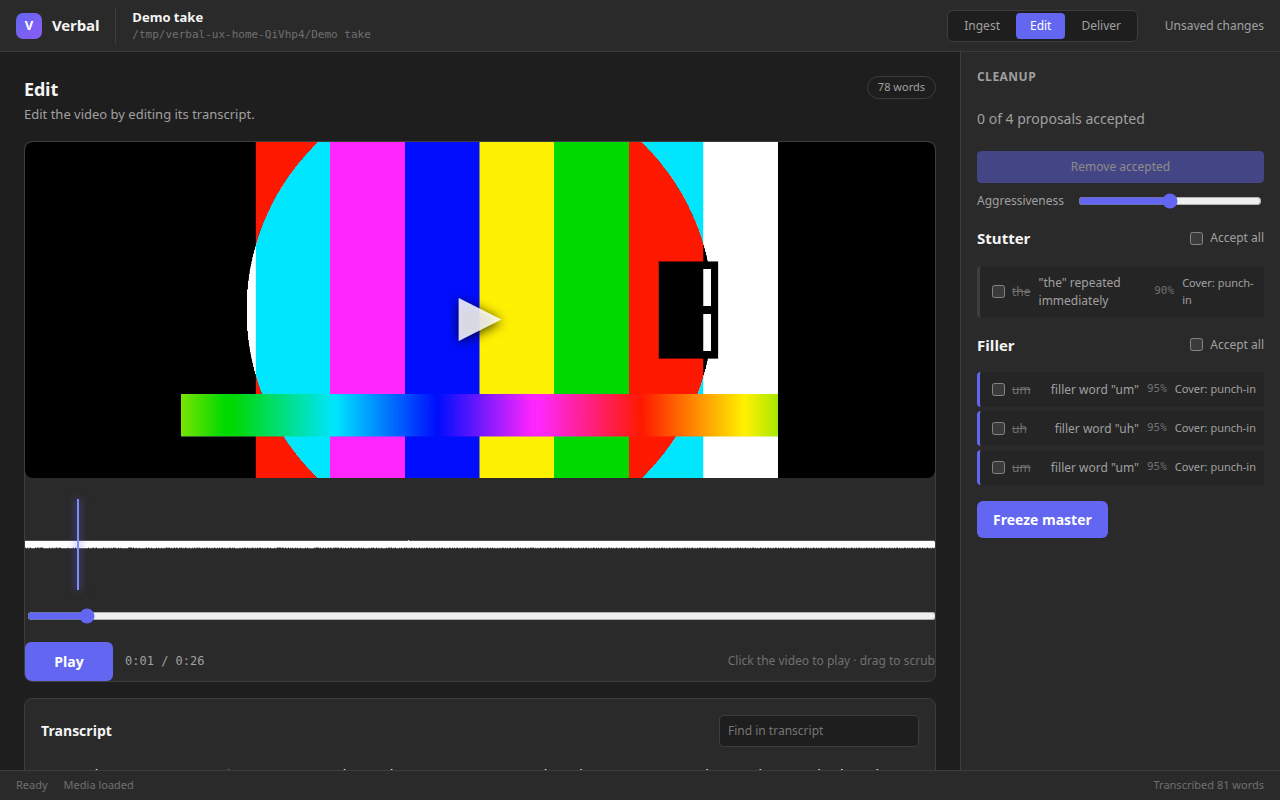 V Verbal
Demo take
/tmp/verbal-ux-home-QiVhp4/Demo take
Ingest Edit Deliver
Unsaved changes
Edit
78 words
Edit the video by editing its transcript.
Play
0:01 / 0:26
Click the video to play · drag to scrub
Transcript
Find in transcript
CLEANUP
0 of 4 proposals accepted
Remove accepted
Aggressiveness
Stutter
Accept all
the "the" repeated immediately 90% Cover: punch-in
Filler
Accept all
um filler word "um" 95% Cover: punch-in
uh filler word "uh" 95% Cover: punch-in
um filler word "um" 95% Cover: punch-in
Freeze master
Ready Media loaded
Transcribed 81 words